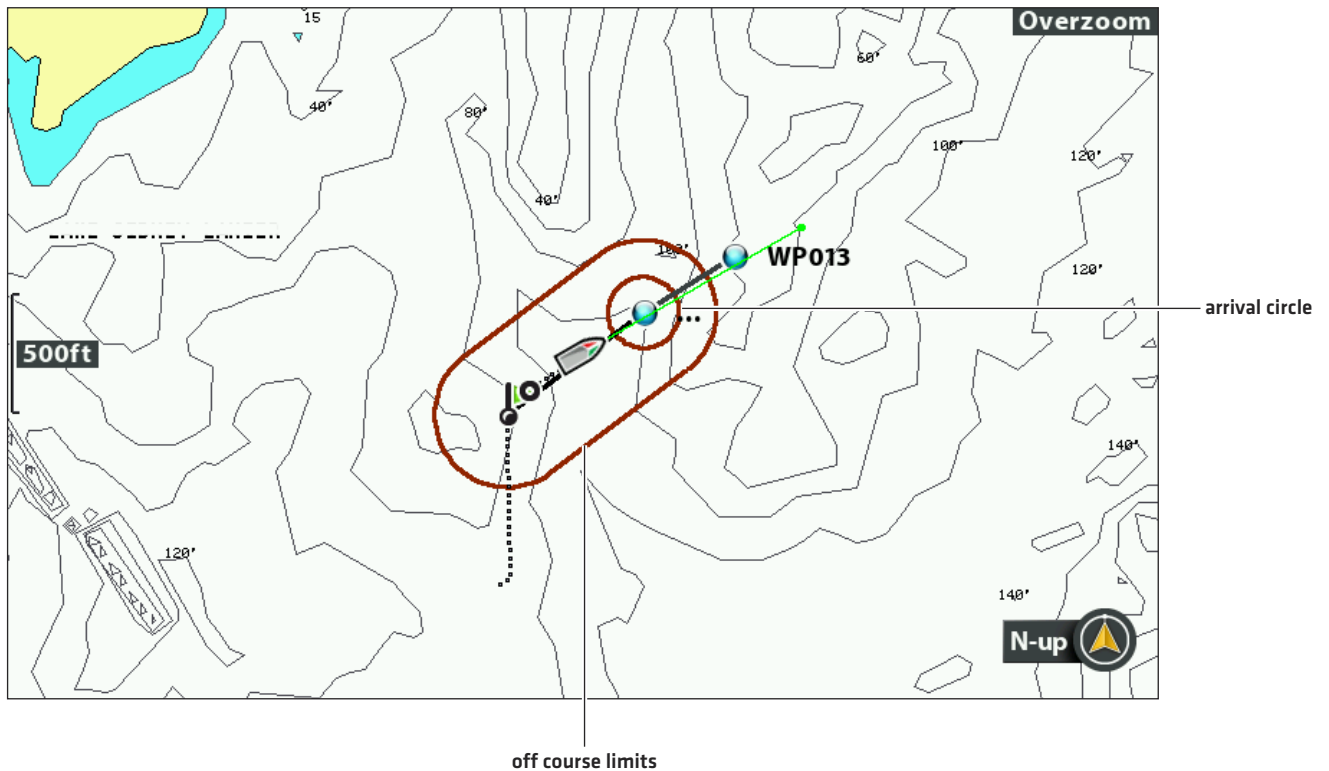 15
Overzoom
60'
40'
80'
100'
120'
40'
WP013
120'
...
arrival circle
500ft
140'
120'
140'
N-up
off course limits